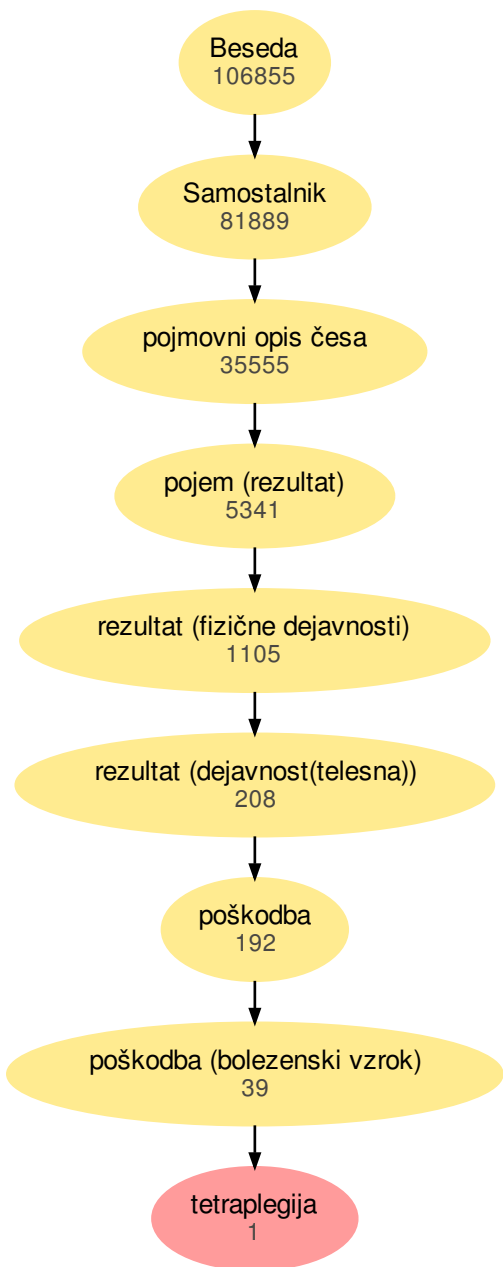 Beseda
106855
Samostalnik
81889
pojmovni opis česa
35555
pojem (rezultat)
5341
rezultat (fizične dejavnosti)
1105
rezultat (dejavnost(telesna))
208
poškodba
192
poškodba (bolezenski vzrok)
39
tetraplegija
1